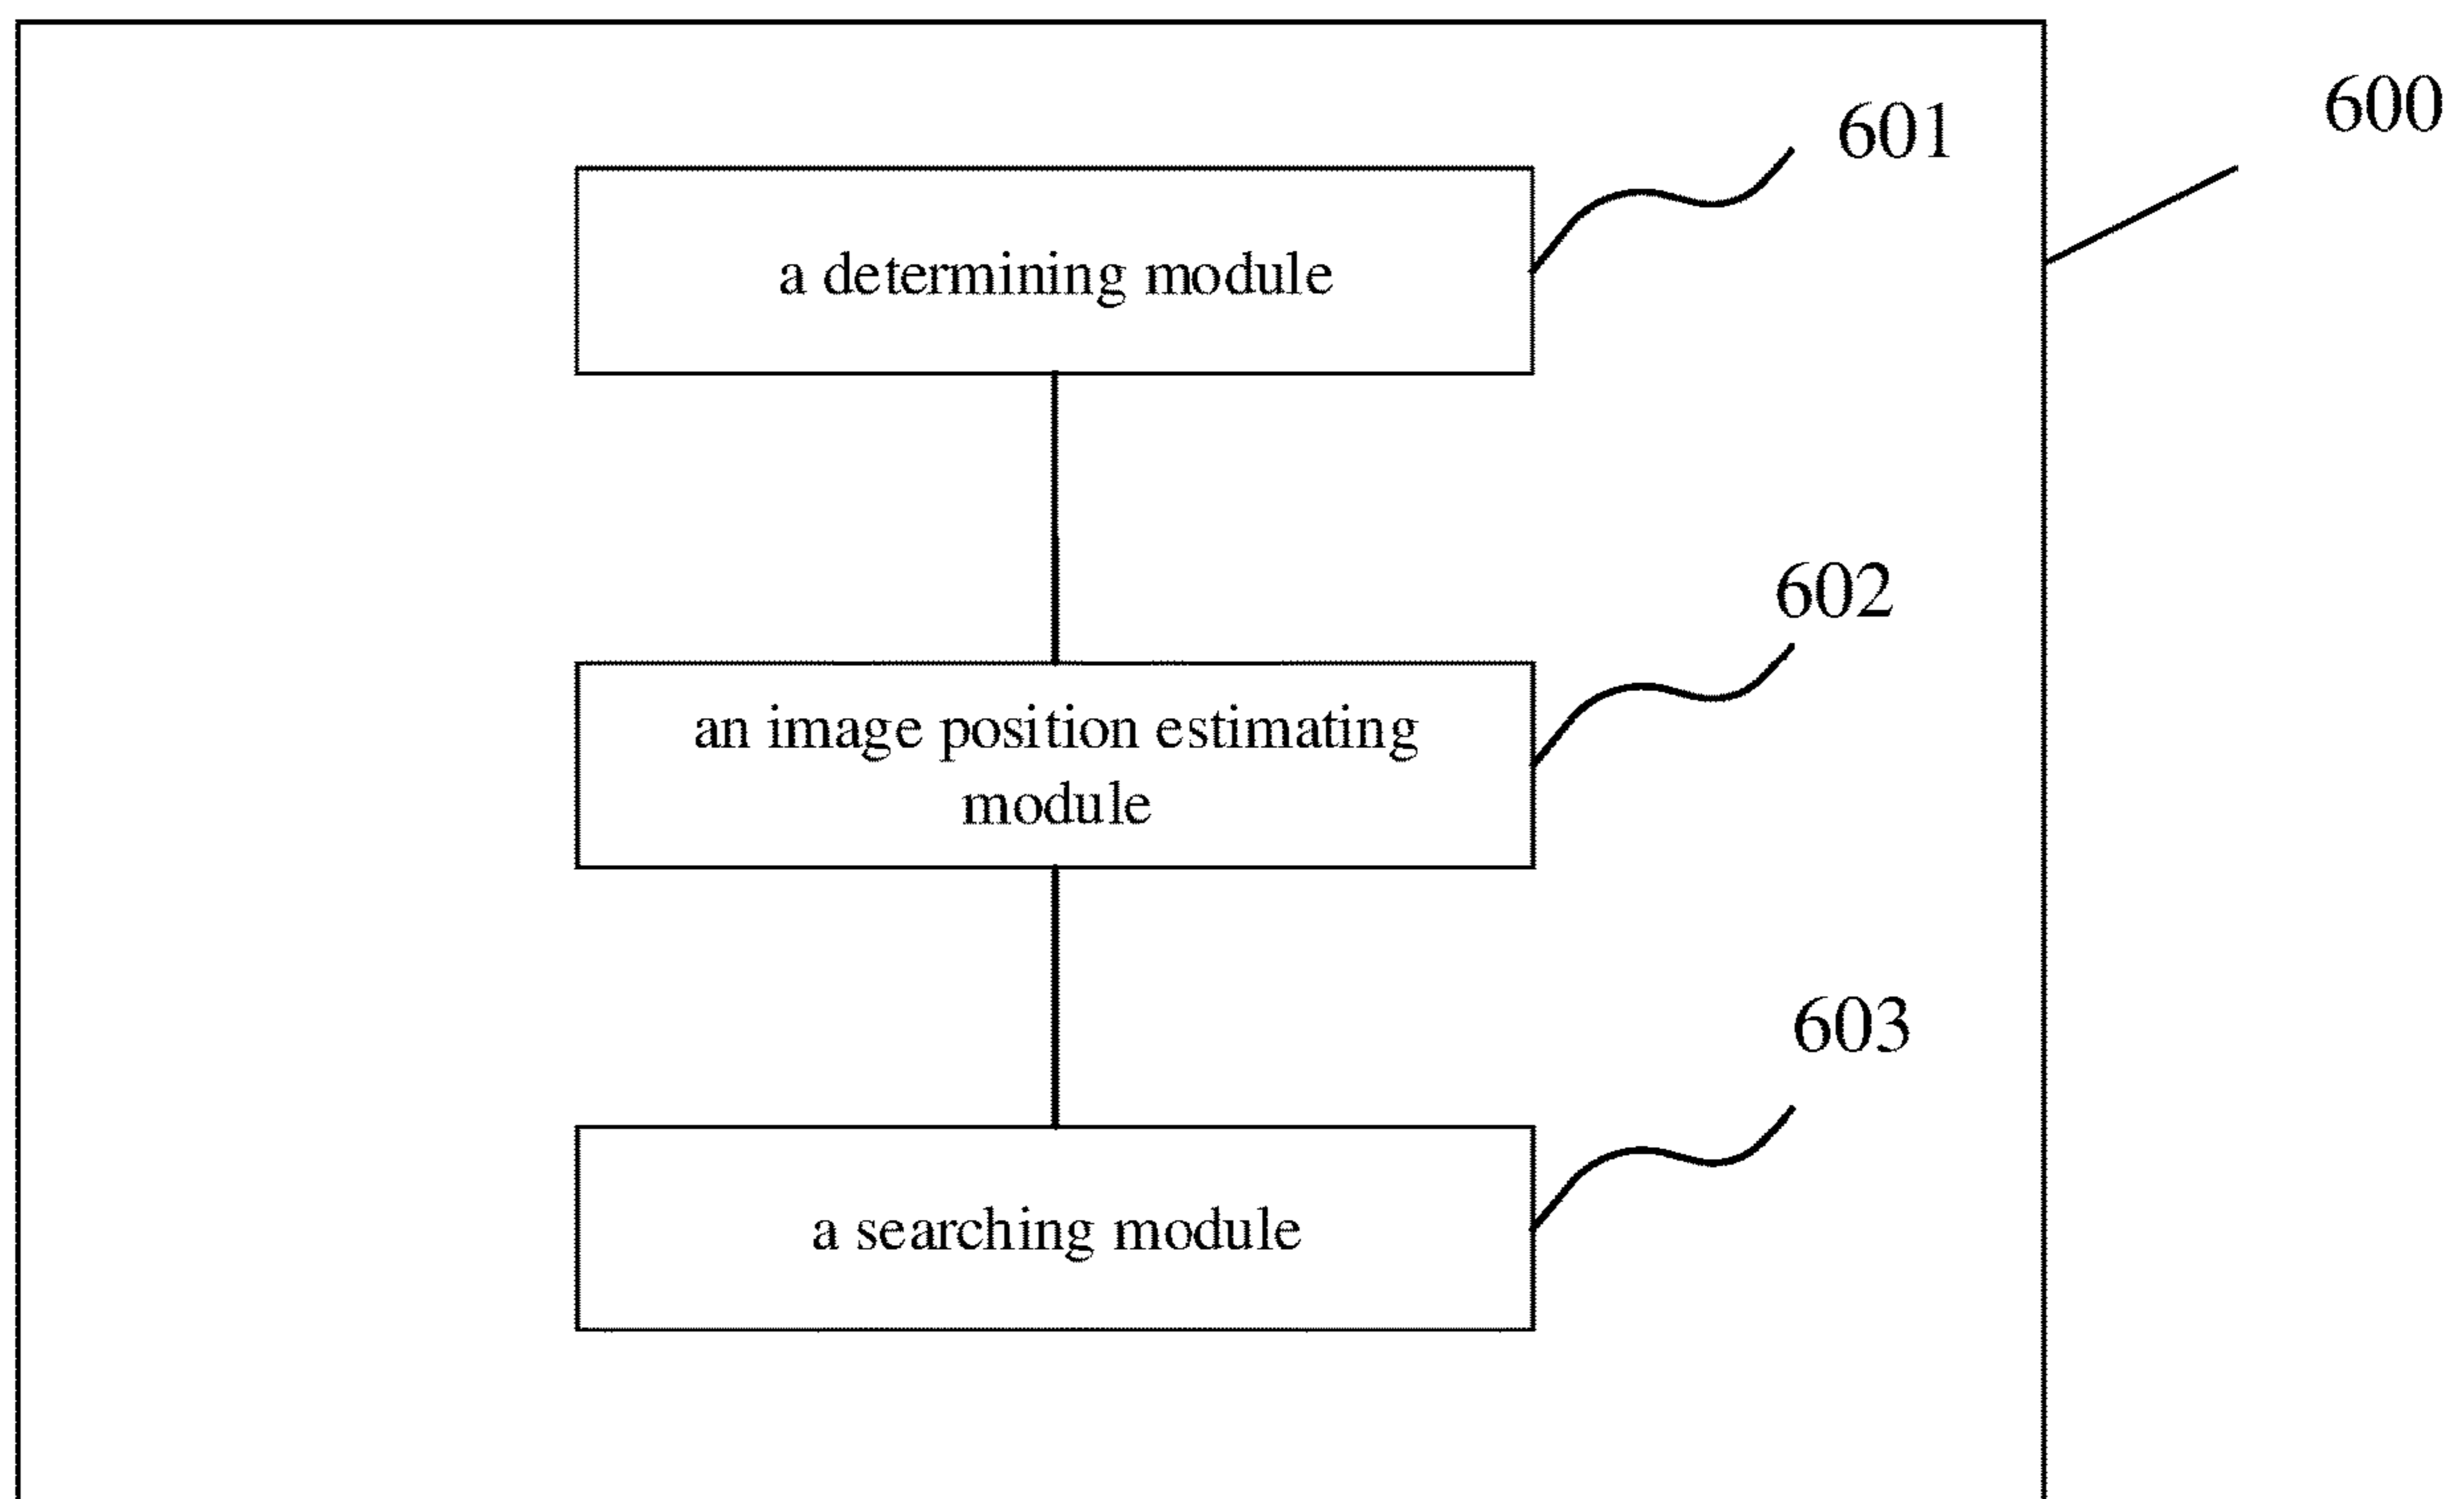 600
601
a determining module
602
an image position estimating
module
603
a searching module